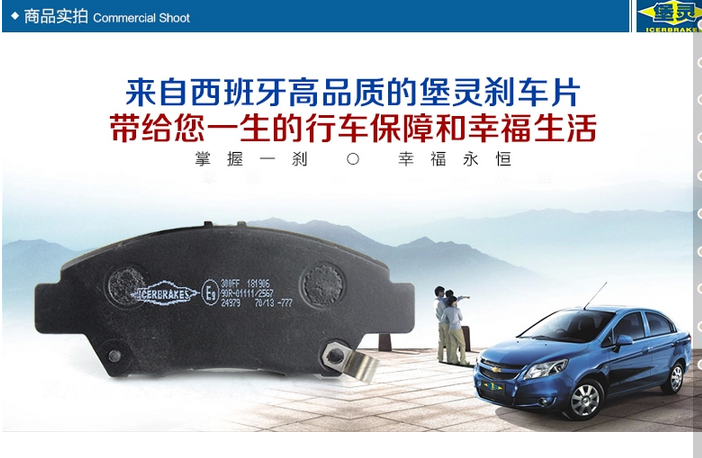 商品实拍 Commercial Shoot
堡灵
ICERBRAKE
来自西班牙高品质的堡灵刹车片
带给您一生的行车保障和幸福生活
掌握一刹 ○ 幸福永恒
ICERBRAKES
E9
300FF 181906
90R-01111/2567
24979 70/13 -777